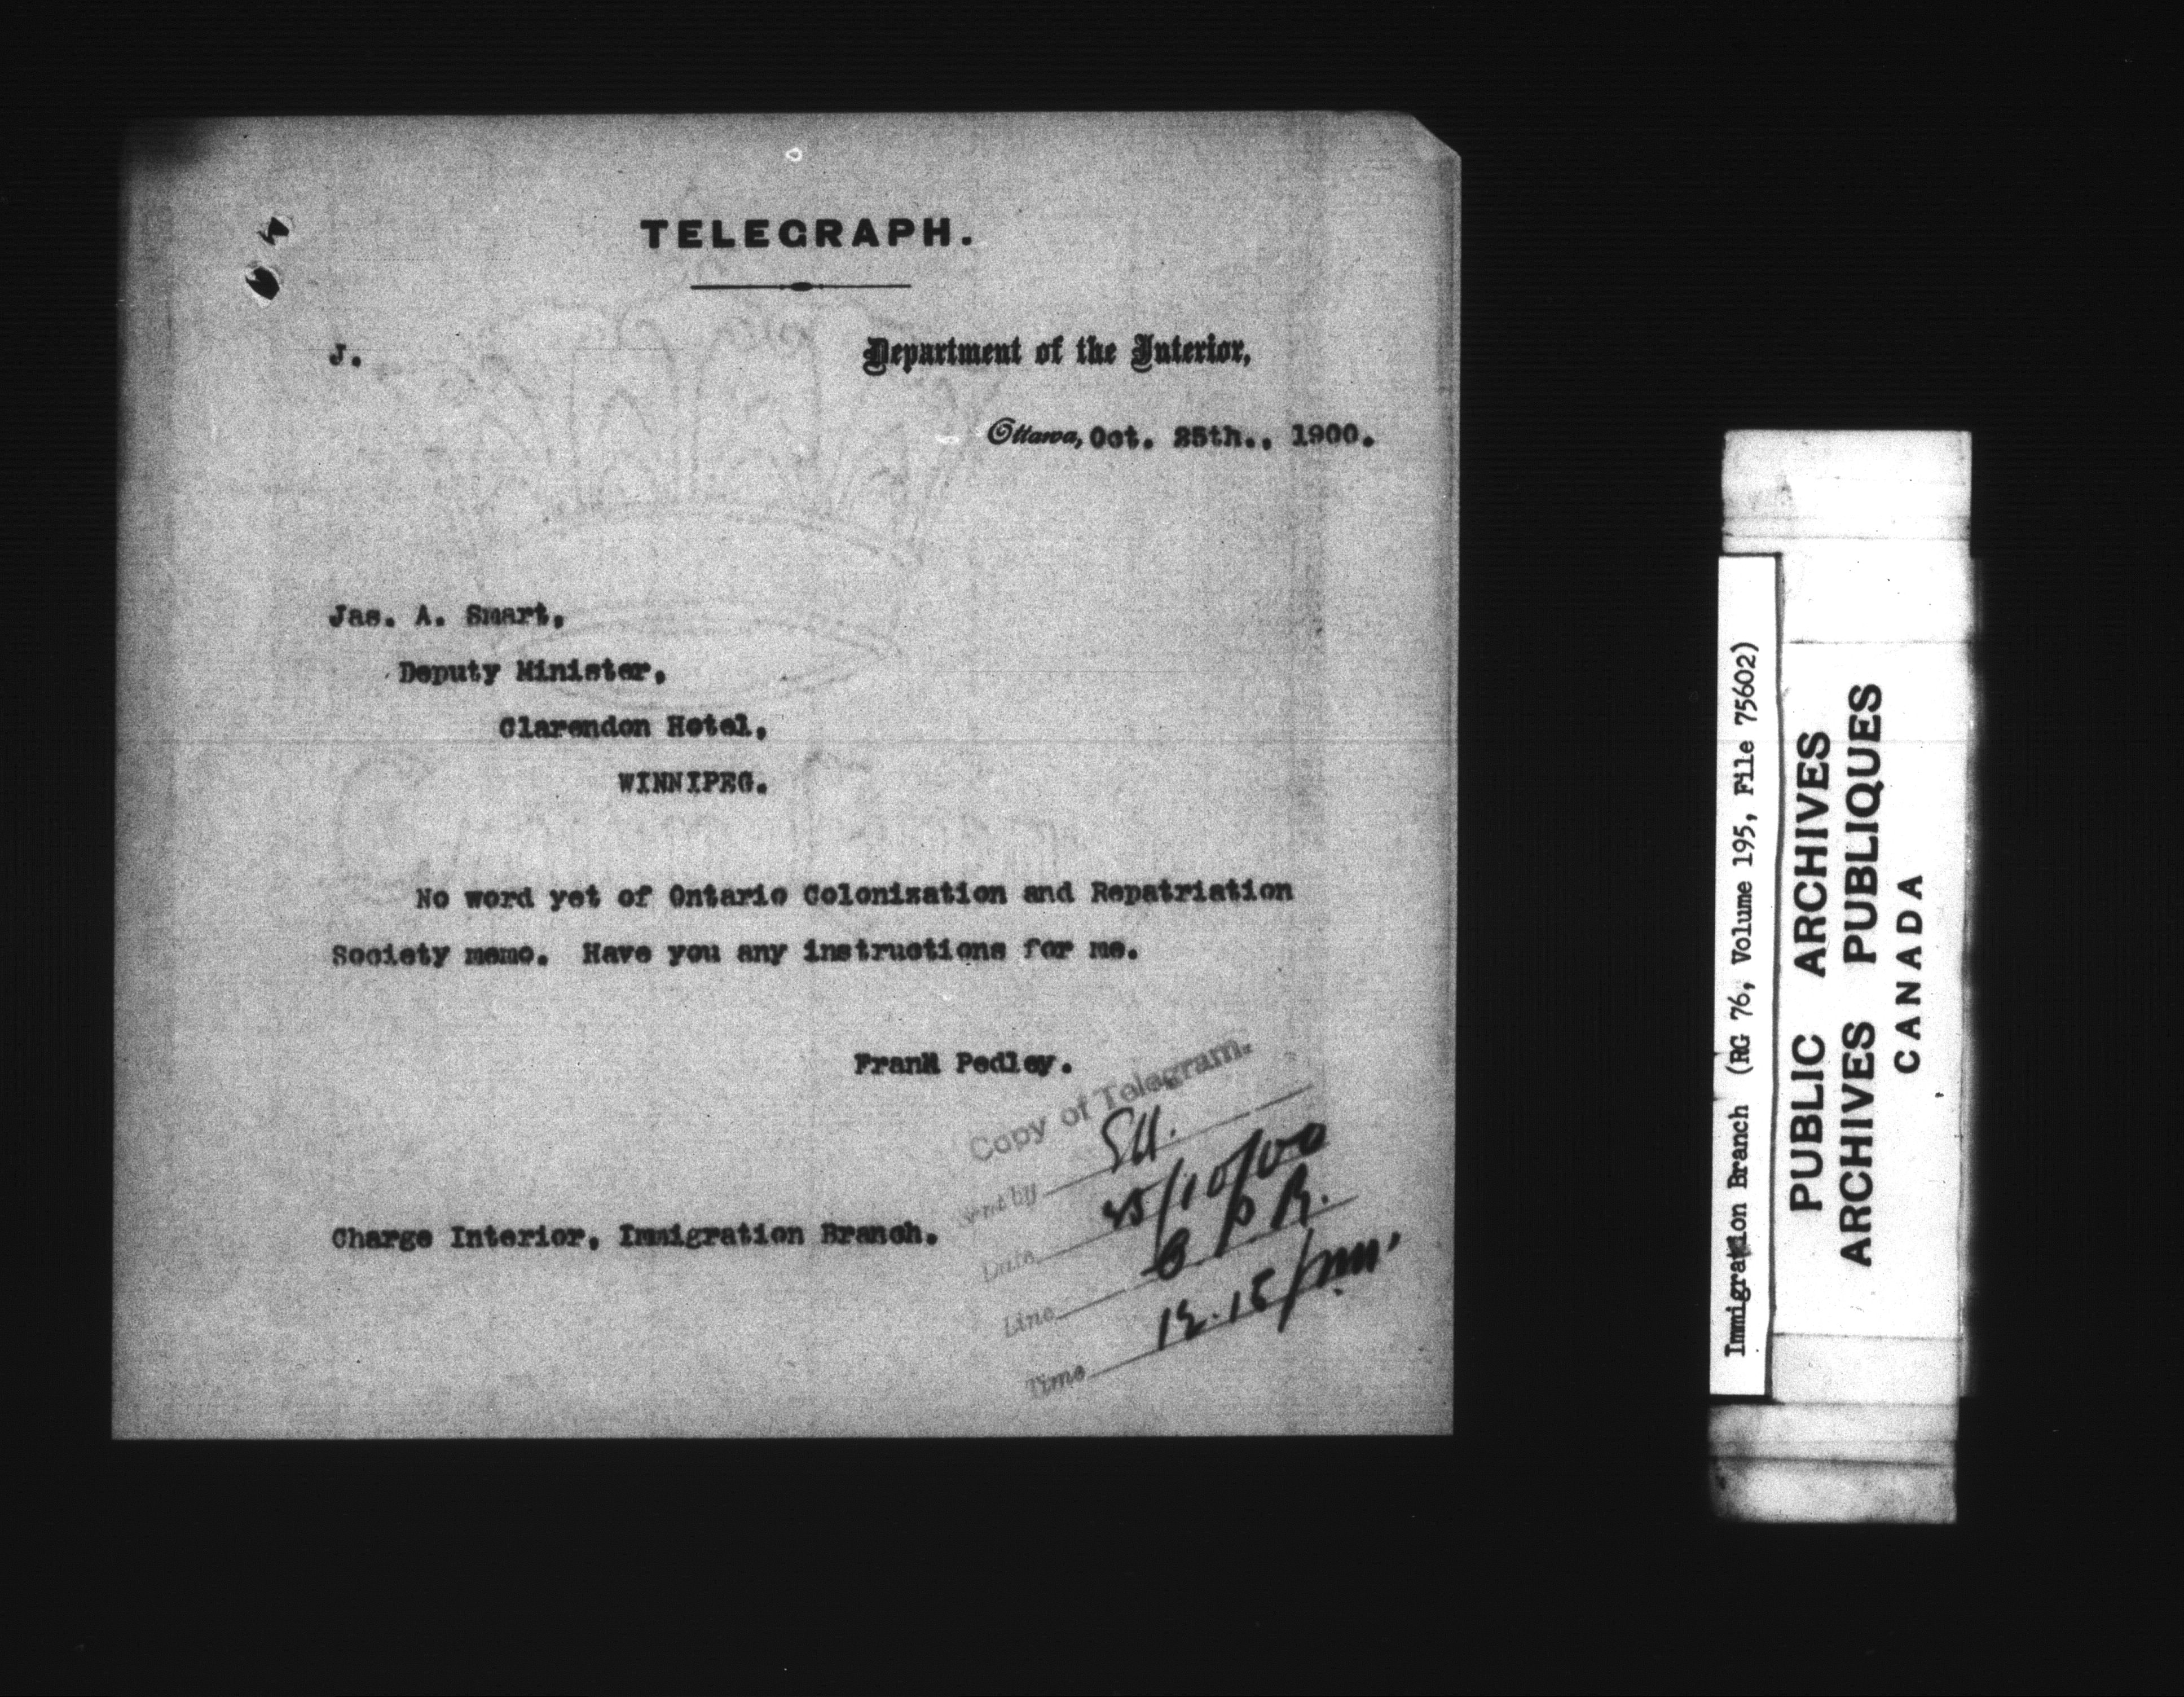 TELEGRAPH.
J.
Department of the Interior,
Ottawa, Oct. 25th., 1900.
Jas. A. Smart,
Deputy Minister,
Clarendon Hotel,
WINNIPEG.
No word yet of Ontario Colonization and Repatriation
Society memo. Have you any instructions for me.
Frank Pedley.
Charge Interior, Immigration Branch.
Copy of Telegram.
Sent by
Date 25/10/00
Line C P R.
Time 12.15 pm.
Immigration Branch (RG 76, Volume 195, File 75602)
PUBLIC ARCHIVES
ARCHIVES PUBLIQUES
CANADA